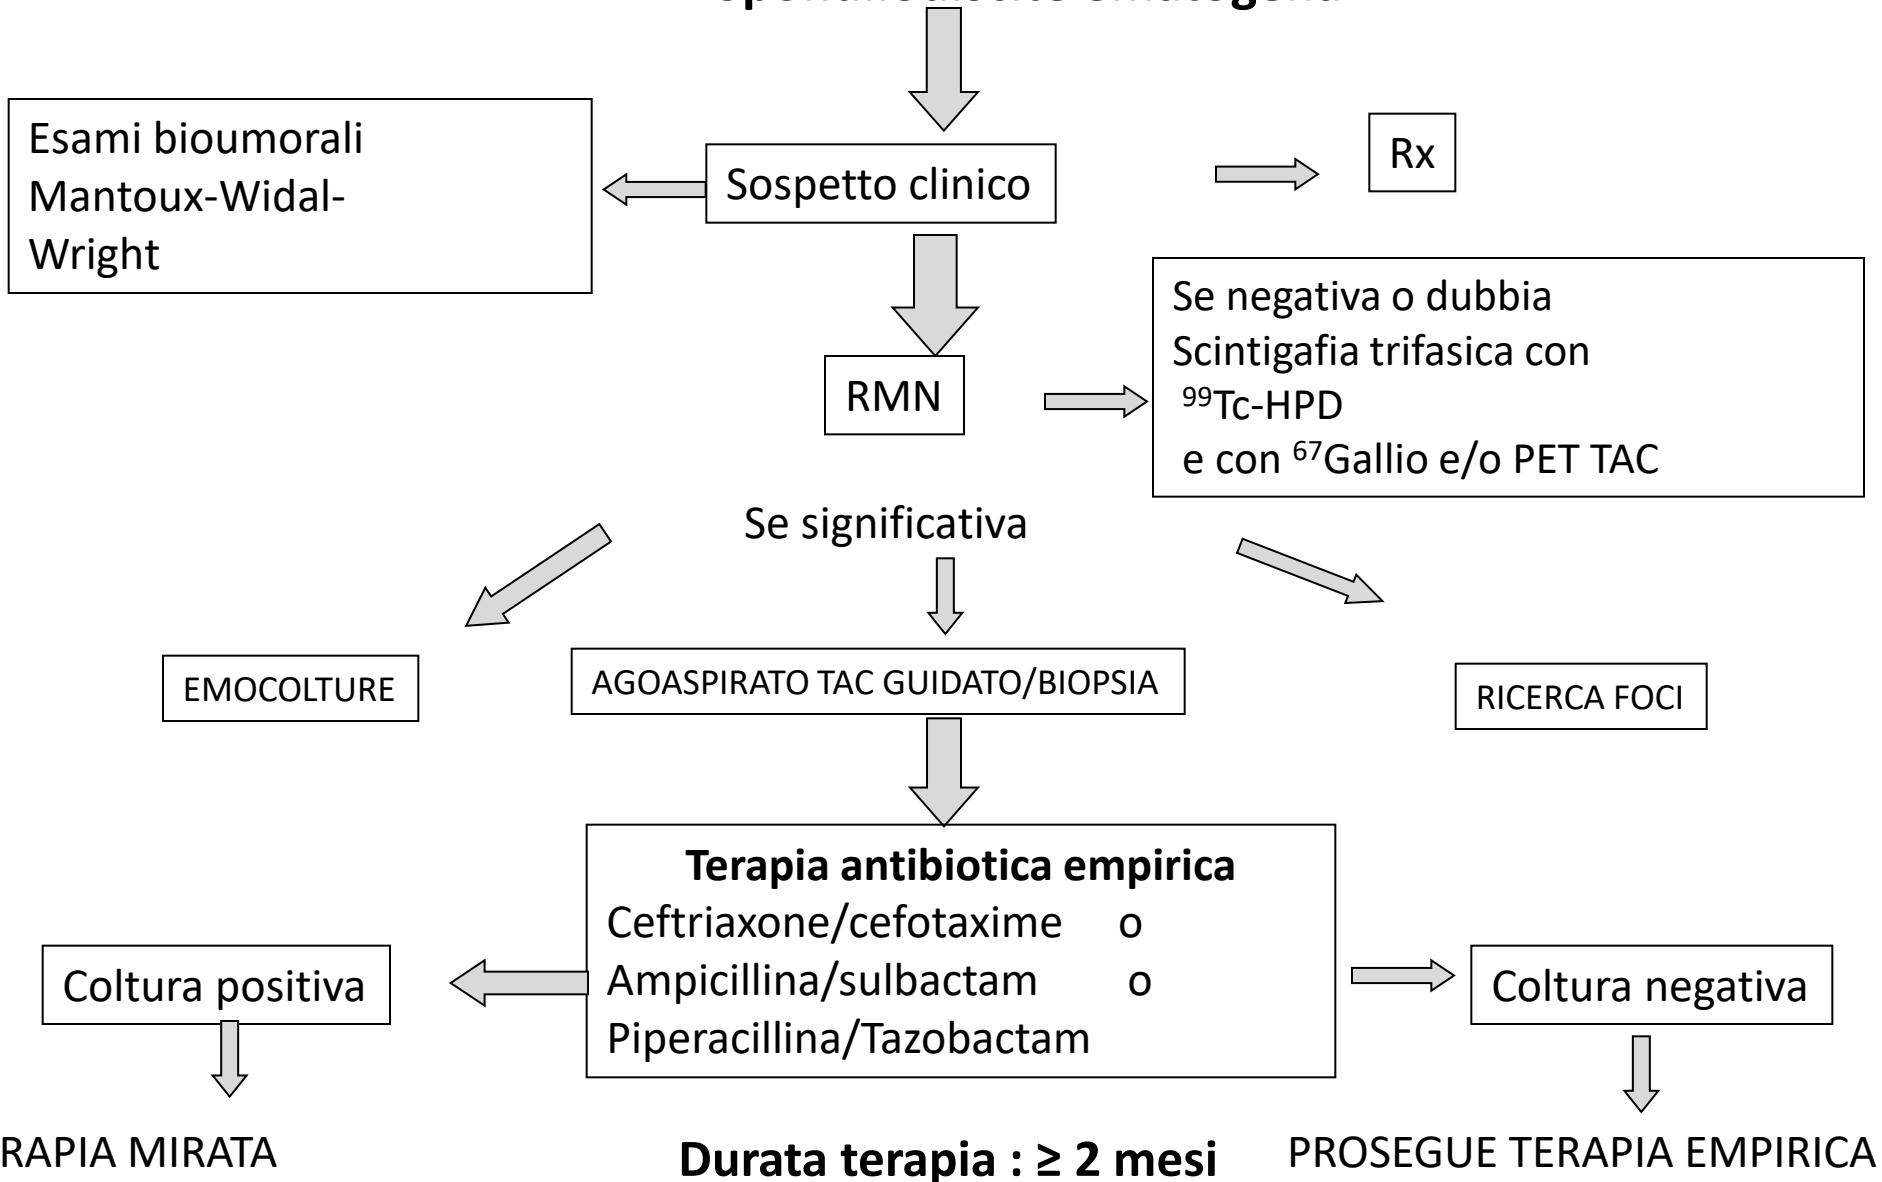 Esami bioumorali
Mantoux-Widal-
Wright
Sospetto clinico
Rx
RMN
Se negativa o dubbia
Scintigafia trifasica con
⁹⁹Tc-HPD
e con ⁶⁷Gallio e/o PET TAC
Se significativa
EMOCOLTURE
AGOASPIRATO TAC GUIDATO/BIOPSIA
RICERCA FOCI
Terapia antibiotica empirica
Ceftriaxone/cefotaxime o
Ampicillina/sulbactam o
Piperacillina/Tazobactam
Coltura positiva
Coltura negativa
RAPIA MIRATA
Durata terapia : ≥ 2 mesi
PROSEGUE TERAPIA EMPIRICA